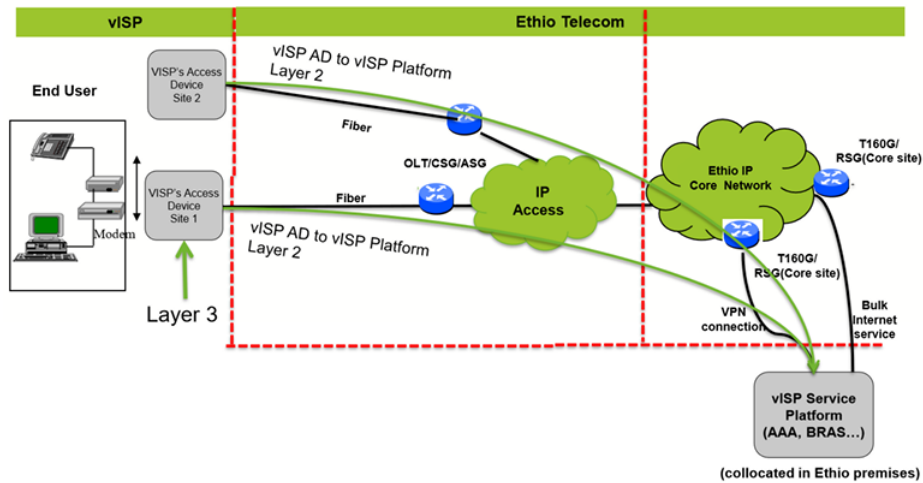 vISP
Ethio Telecom
vISP AD to vISP Platform
Layer 2
VISP's Access
Device
Site 2
End User
Fiber
T160G/
RSG(Core site)
OLT/CSG/ASG
Ethio IP
Core Network
IP
Access
VISP's Access
Device
Site 1
Fiber
Modem
vISP AD to vISP Platform
Layer 2
T160G/
RSG(Core site)
Layer 3
VPN
connection
Bulk
Internet
service
vISP Service
Platform
(AAA, BRAS...)
(collocated in Ethio premises)